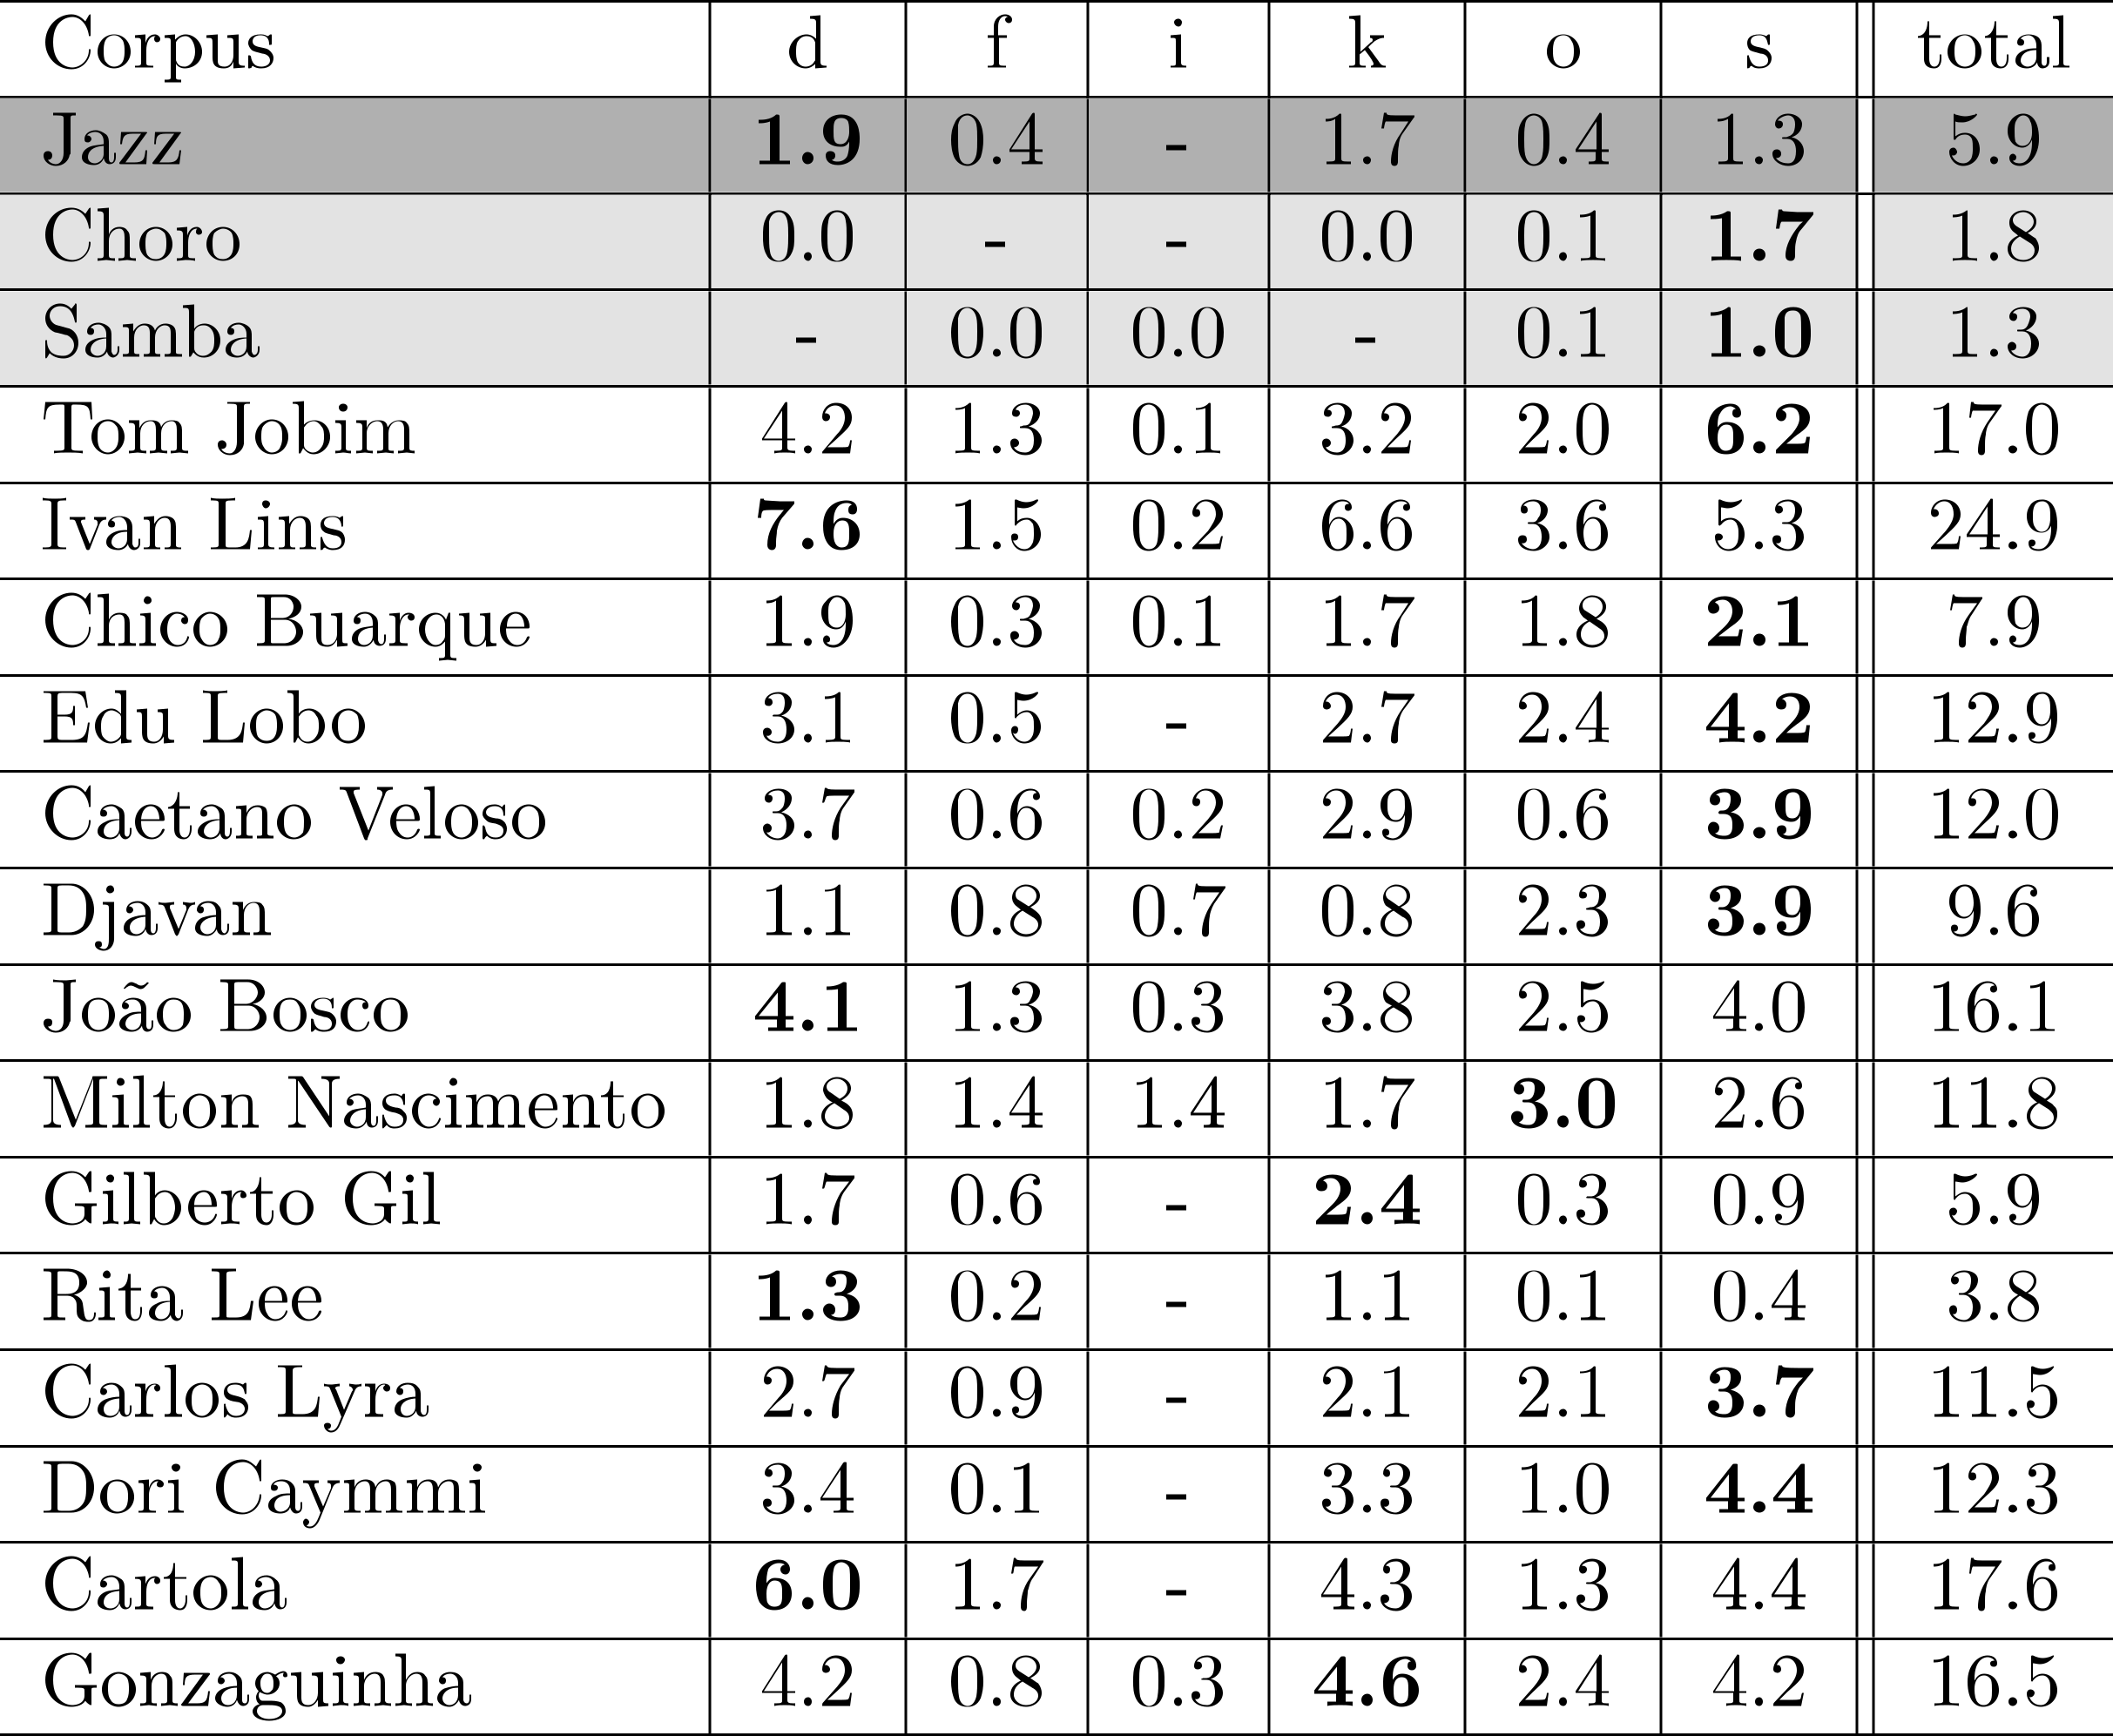 Corpus d f i k o s total
Jazz 1.9 0.4 - 1.7 0.4 1.3 5.9
Choro 0.0 - - 0.0 0.1 1.7 1.8
Samba - 0.0 0.0 - 0.1 1.0 1.3
Tom Jobim 4.2 1.3 0.1 3.2 2.0 6.2 17.0
Ivan Lins 7.6 1.5 0.2 6.6 3.6 5.3 24.9
Chico Buarque 1.9 0.3 0.1 1.7 1.8 2.1 7.9
Edu Lobo 3.1 0.5 - 2.7 2.4 4.2 12.9
Caetano Veloso 3.7 0.6 0.2 2.9 0.6 3.9 12.0
Djavan 1.1 0.8 0.7 0.8 2.3 3.9 9.6
João Bosco 4.1 1.3 0.3 3.8 2.5 4.0 16.1
Milton Nascimento 1.8 1.4 1.4 1.7 3.0 2.6 11.8
Gilberto Gil 1.7 0.6 - 2.4 0.3 0.9 5.9
Rita Lee 1.3 0.2 - 1.1 0.1 0.4 3.8
Carlos Lyra 2.7 0.9 - 2.1 2.1 3.7 11.5
Dori Caymmi 3.4 0.1 - 3.3 1.0 4.4 12.3
Cartola 6.0 1.7 - 4.3 1.3 4.4 17.6
Gonzaguinha 4.2 0.8 0.3 4.6 2.4 4.2 16.5